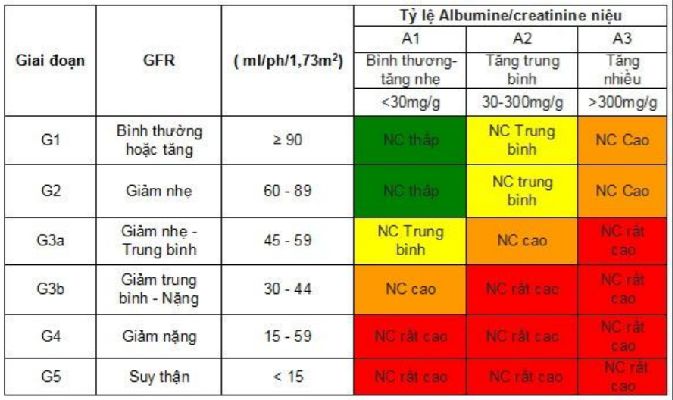 Giai đoạn GFR ( ml/ph/1,73m²) Tỷ lệ Albumine/creatinine niệu
A1 A2 A3
Bình thương- tăng nhẹ Tăng trung bình Tăng nhiều
<30mg/g 30-300mg/g >300mg/g
G1 Bình thường hoặc tăng ≥ 90 NC thấp NC Trung bình NC Cao
G2 Giảm nhẹ 60 - 89 NC thấp NC trung bình NC Cao
G3a Giảm nhẹ - Trung bình 45 - 59 NC Trung bình NC cao NC rất cao
G3b Giảm trung bình - Nặng 30 - 44 NC cao NC rất cao NC rất cao
G4 Giảm nặng 15 - 59 NC rất cao NC rất cao NC rất cao
G5 Suy thận < 15 NC rất cao NC rất cao NC rất cao